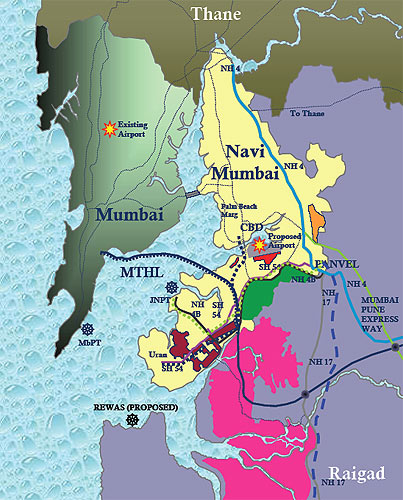 Thane
NH 4
To Thane
Existing
Airport
Navi
Mumbai
NH 4
Palm Beach
Marg
Mumbai
CBD
Proposed
Airport
MTHL
SH 54
PANVEL
NH 4b
JNPT
NH
4B
SH
54
NH
17
NH 4
MUMBAI
PUNE
EXPRESS
WAY
MbPT
Uran
SH 54
NH 17
REWAS (PROPOSED)
Raigad
NH 17